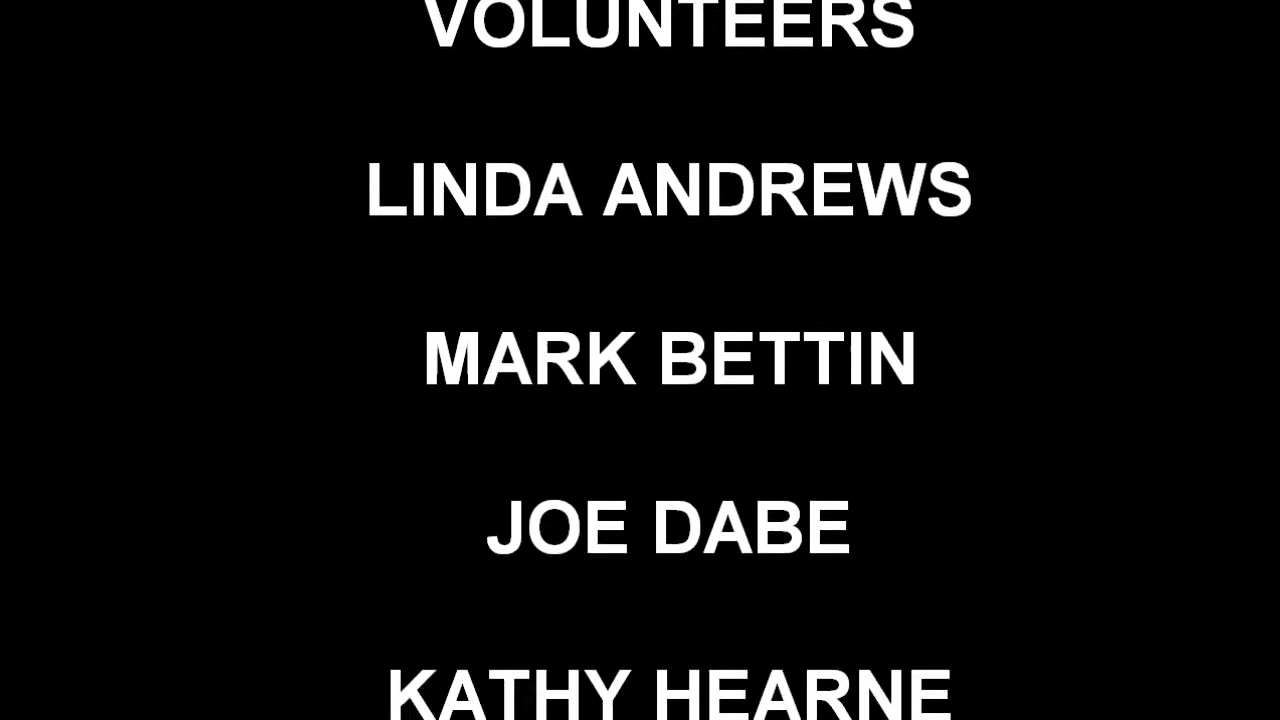 VOLUNTEERS
LINDA ANDREWS
MARK BETTIN
JOE DABE
KATHY HEARNE